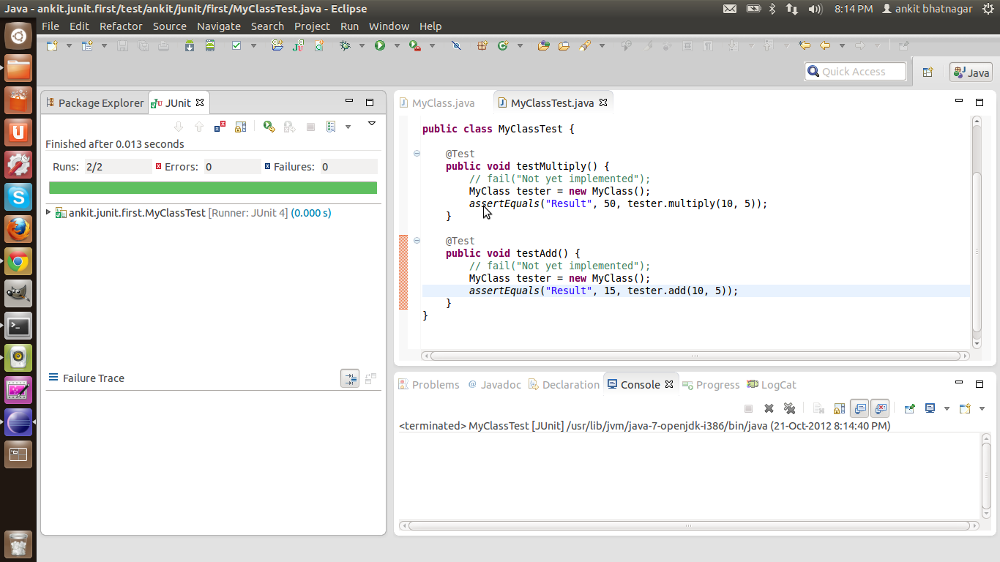 Java - ankit.junit.first/test/ankit/junit/first/MyClassTest.java - Eclipse
8:14 PM ankit bhatnagar
File Edit Refactor Source Navigate Search Project Run Window Help
Quick Access
Java
Package Explorer JUnit
Finished after 0.013 seconds
Runs: 2/2 Errors: 0 Failures: 0
ankit.junit.first.MyClassTest [Runner: JUnit 4] (0.000 s)
Failure Trace
MyClass.java MyClassTest.java
public class MyClassTest {
@Test
public void testMultiply() {
// fail("Not yet implemented");
MyClass tester = new MyClass();
assertEquals("Result", 50, tester.multiply(10, 5));
}
@Test
public void testAdd() {
// fail("Not yet implemented");
MyClass tester = new MyClass();
assertEquals("Result", 15, tester.add(10, 5));
}
}
Problems @ Javadoc Declaration Console Progress LogCat
<terminated> MyClassTest [JUnit] /usr/lib/jvm/java-7-openjdk-i386/bin/java (21-Oct-2012 8:14:40 PM)